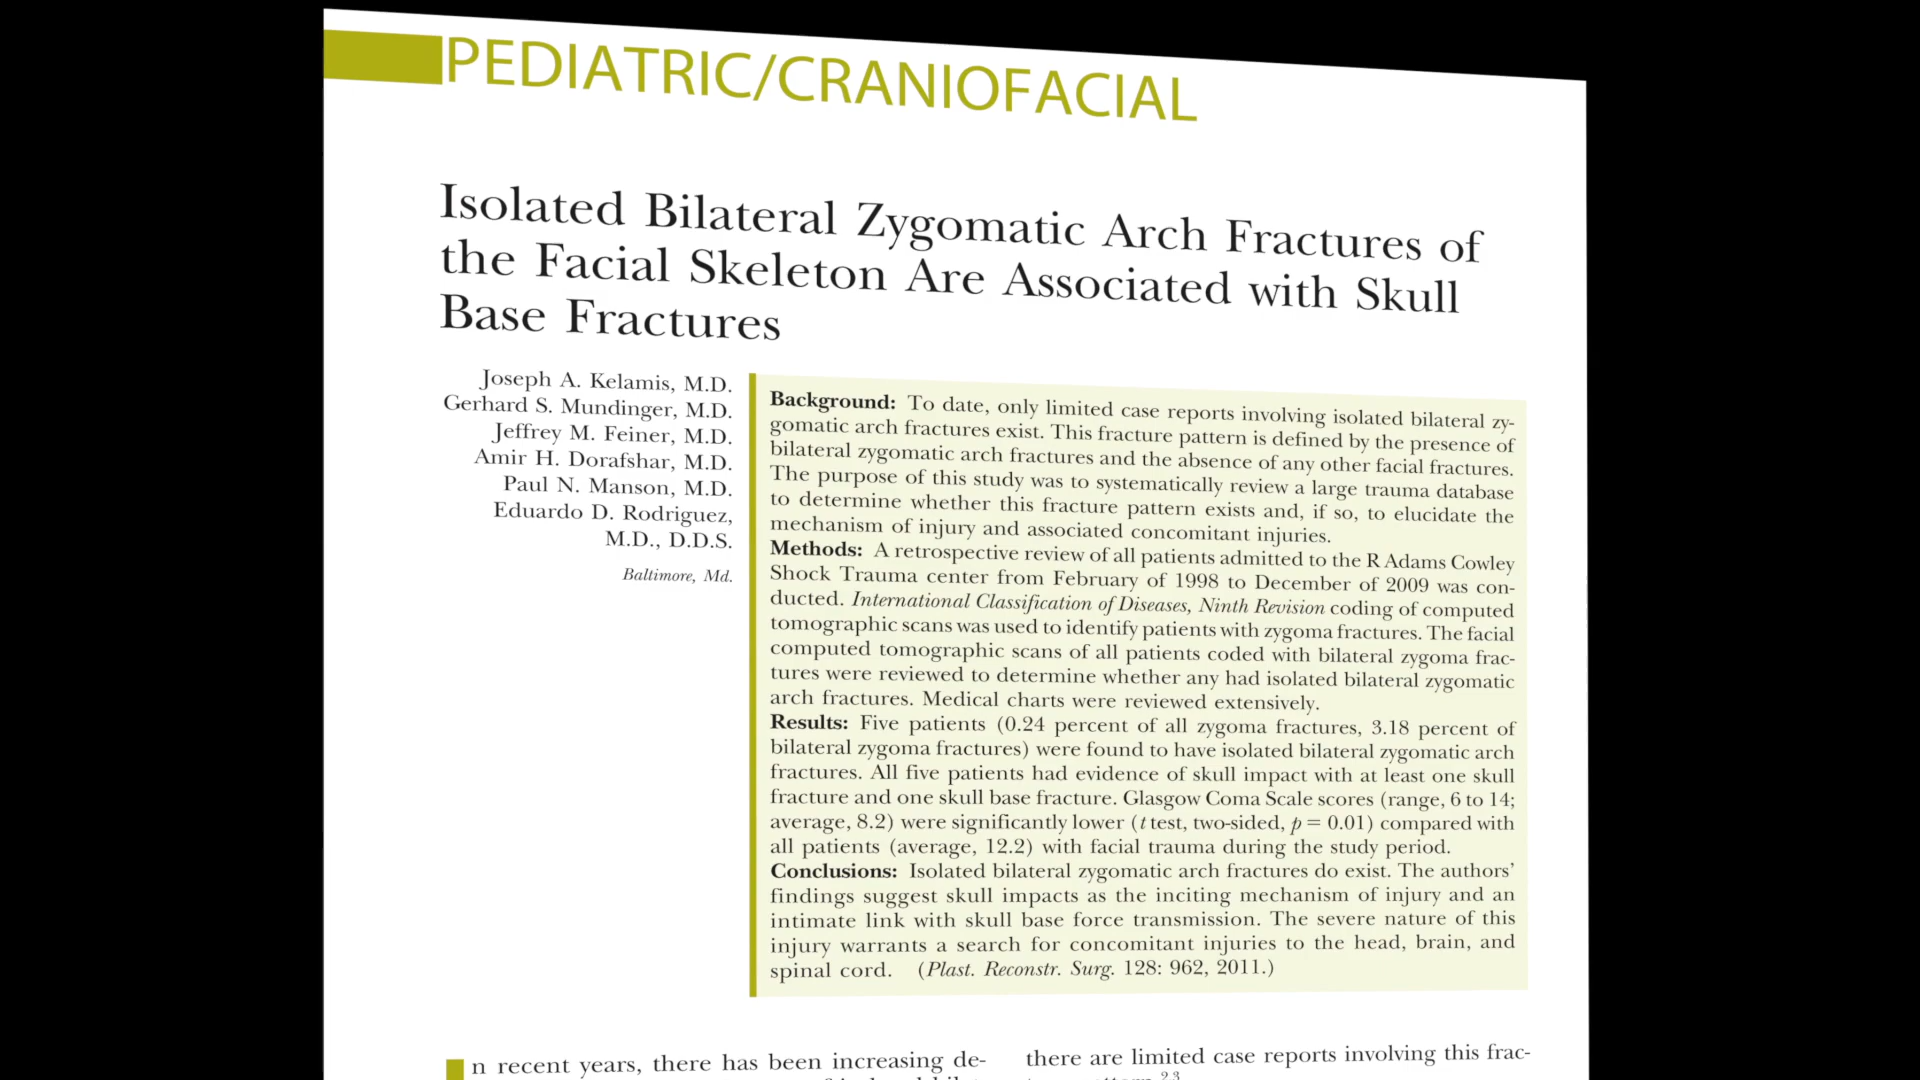 PEDIATRIC/CRANIOFACIAL
Isolated Bilateral Zygomatic Arch Fractures of
the Facial Skeleton Are Associated with Skull
Base Fractures
Joseph A. Kelamis, M.D.
Gerhard S. Mundinger, M.D.
Jeffrey M. Feiner, M.D.
Amir H. Dorafshar, M.D.
Paul N. Manson, M.D.
Eduardo D. Rodriguez,
M.D., D.D.S.
Baltimore, Md.
Background: To date, only limited case reports involving isolated bilateral zy-
gomatic arch fractures exist. This fracture pattern is defined by the presence of
bilateral zygomatic arch fractures and the absence of any other facial fractures.
The purpose of this study was to systematically review a large trauma database
to determine whether this fracture pattern exists and, if so, to elucidate the
mechanism of injury and associated concomitant injuries.
Methods: A retrospective review of all patients admitted to the R Adams Cowley
Shock Trauma center from February of 1998 to December of 2009 was con-
ducted. International Classification of Diseases, Ninth Revision coding of computed
tomographic scans was used to identify patients with zygoma fractures. The facial
computed tomographic scans of all patients coded with bilateral zygoma frac-
tures were reviewed to determine whether any had isolated bilateral zygomatic
arch fractures. Medical charts were reviewed extensively.
Results: Five patients (0.24 percent of all zygoma fractures, 3.18 percent of
bilateral zygoma fractures) were found to have isolated bilateral zygomatic arch
fractures. All five patients had evidence of skull impact with at least one skull
fracture and one skull base fracture. Glasgow Coma Scale scores (range, 6 to 14;
average, 8.2) were significantly lower (t test, two-sided, p = 0.01) compared with
all patients (average, 12.2) with facial trauma during the study period.
Conclusions: Isolated bilateral zygomatic arch fractures do exist. The authors’
findings suggest skull impacts as the inciting mechanism of injury and an
intimate link with skull base force transmission. The severe nature of this
injury warrants a search for concomitant injuries to the head, brain, and
spinal cord. (Plast. Reconstr. Surg. 128: 962, 2011.)
n recent years, there has been increasing de-
there are limited case reports involving this frac-
2,3